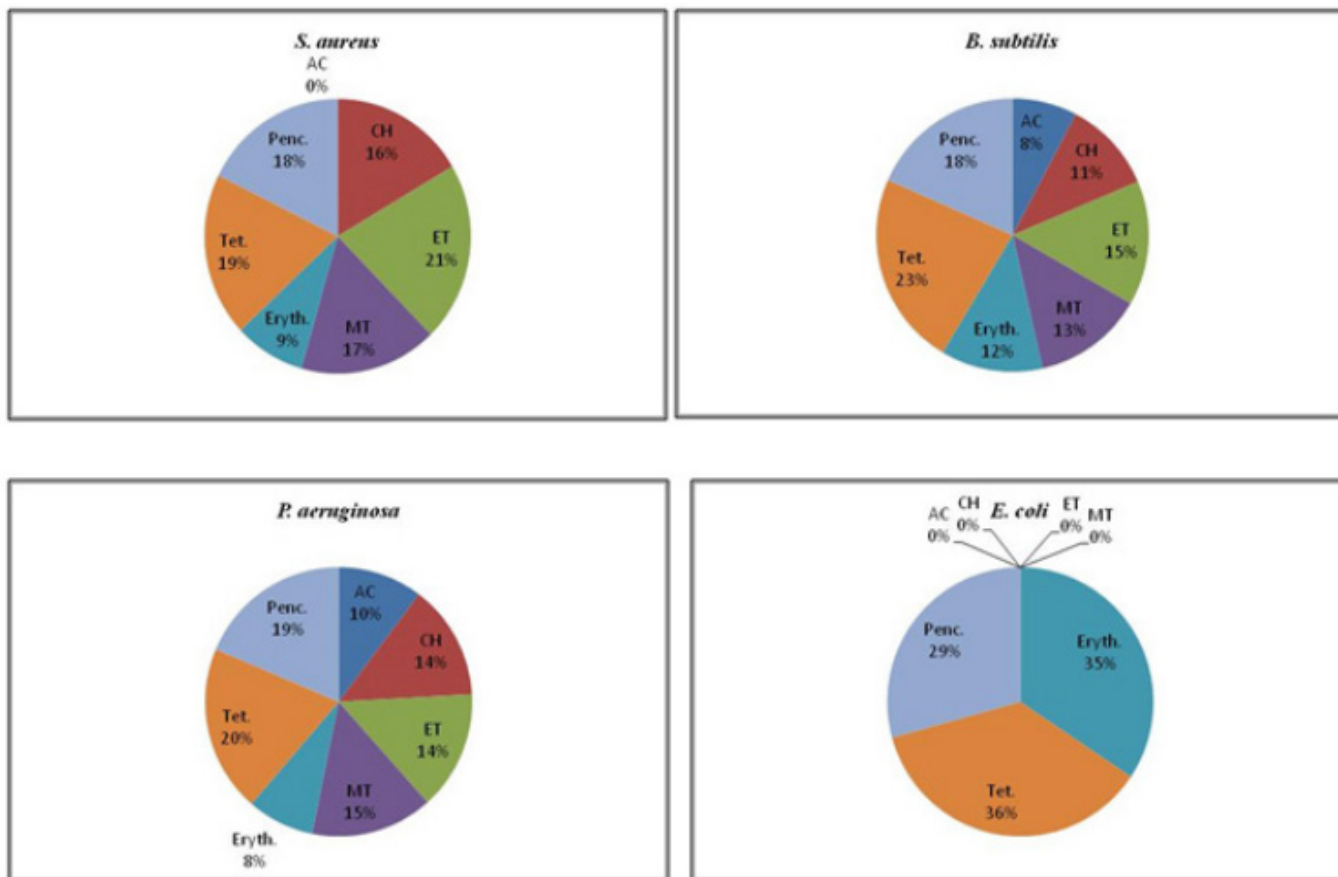 S. aureus
AC
0%
CH
16%
ET
21%
MT
17%
Eryth.
9%
Tet.
19%
Penc.
18%
B. subtilis
AC
8%
CH
11%
ET
15%
MT
13%
Eryth.
12%
Tet.
23%
Penc.
18%
P. aeruginosa
AC
10%
CH
14%
ET
14%
MT
15%
Eryth.
8%
Tet.
20%
Penc.
19%
E. coli
AC
0%
CH
0%
ET
0%
MT
0%
Eryth.
35%
Tet.
36%
Penc.
29%